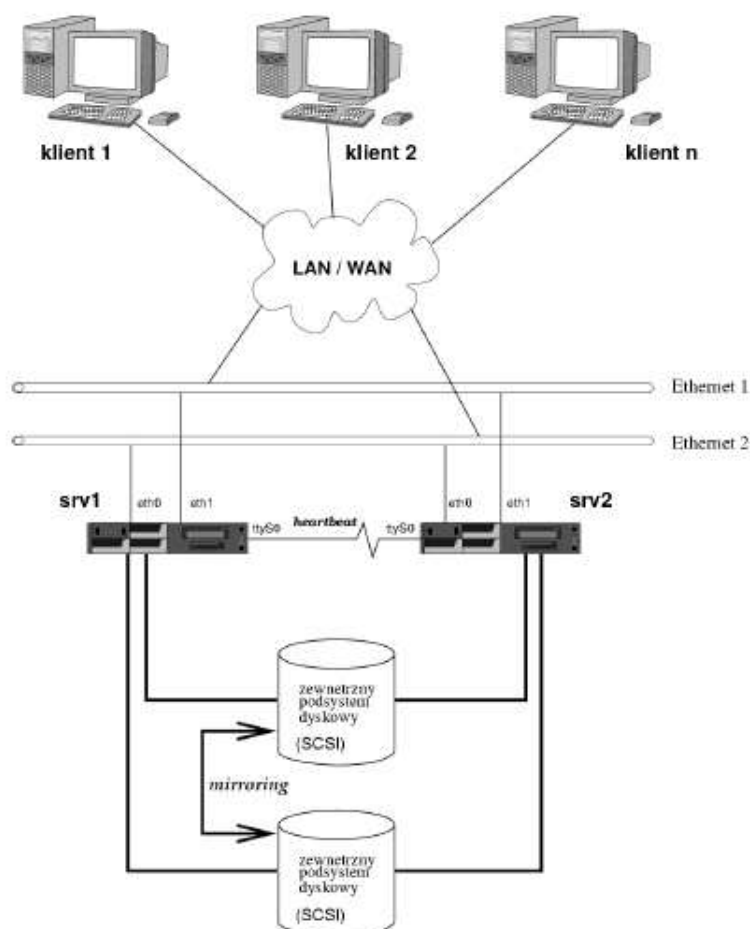 klient 1
klient 2
klient n
LAN / WAN
Ethernet 1
Ethernet 2
srv1
eth0
eth1
ttyS0
heartbeat
ttyS0
eth0
eth1
srv2
zewnetrzny
podsystem
dyskowy
(SCSI)
mirroring
zewnetrzny
podsystem
dyskowy
(SCSI)